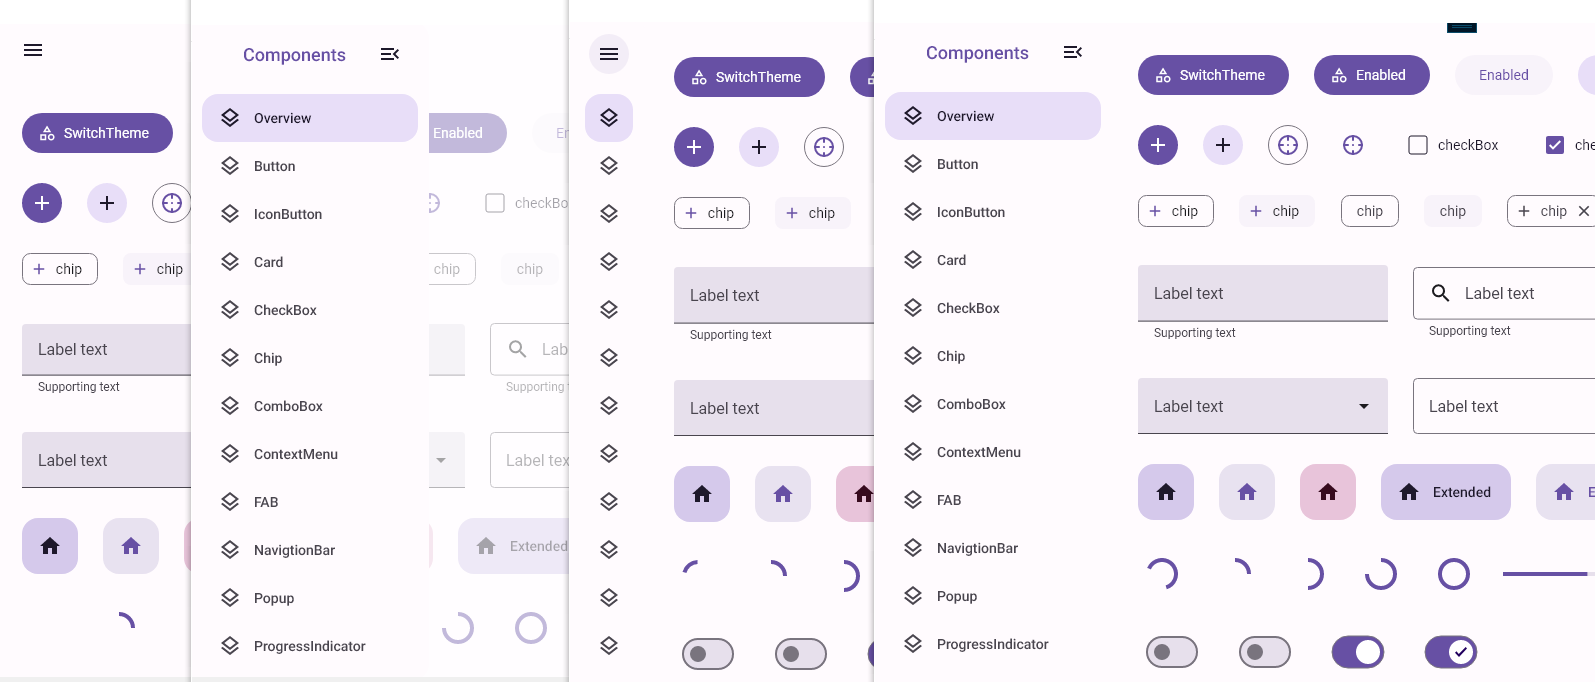 SwitchTheme
chip
chip
Label text
Supporting text
Label text
Components
Overview
Button
IconButton
Card
CheckBox
Chip
ComboBox
ContextMenu
FAB
NavigtionBar
Popup
ProgressIndicator
Enabled
checkBo
chip
chip
Supporting
Label
Extended
SwitchTheme
chip
chip
Label text
Supporting text
Label text
Components
Overview
Button
IconButton
Card
CheckBox
Chip
ComboBox
ContextMenu
FAB
NavigtionBar
Popup
ProgressIndicator
SwitchTheme
Enabled
Enabled
checkBox
che
chip
chip
chip
chip
chip
Label text
Supporting text
Label text
Supporting text
Label text
Label text
Extended